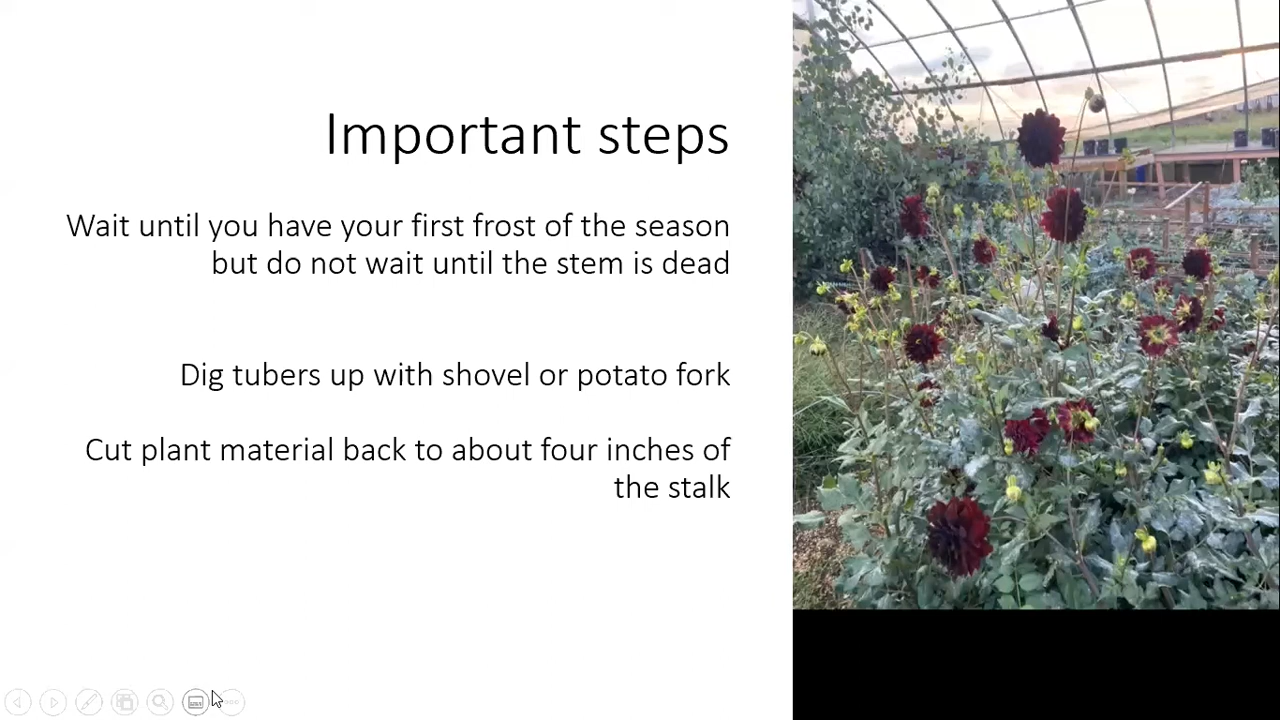 Important steps
Wait until you have your first frost of the season
but do not wait until the stem is dead
Dig tubers up with shovel or potato fork
Cut plant material back to about four inches of
the stalk